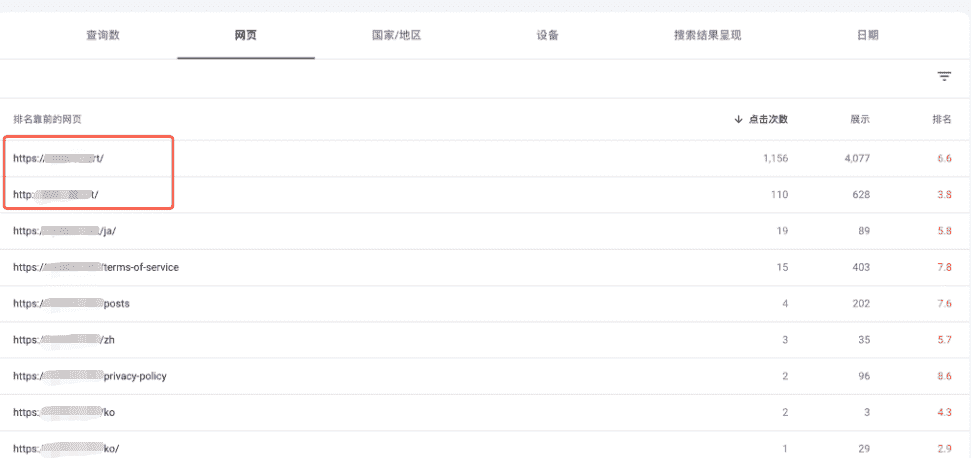 查询数 网页 国家/地区 设备 搜索结果呈现 日期
排名靠前的网页 ↓ 点击次数 展示 排名
https:/ rt/ 1,156 4,077 6.6
http: t/ 110 628 3.8
https:/ /ja/ 19 89 5.8
https:/ /terms-of-service 15 403 7.8
https:/ posts 4 202 7.6
https:/ /zh 3 35 5.7
https:/ privacy-policy 2 96 8.6
https: /ko 2 3 4.3
https:/ ko/ 1 29 2.9